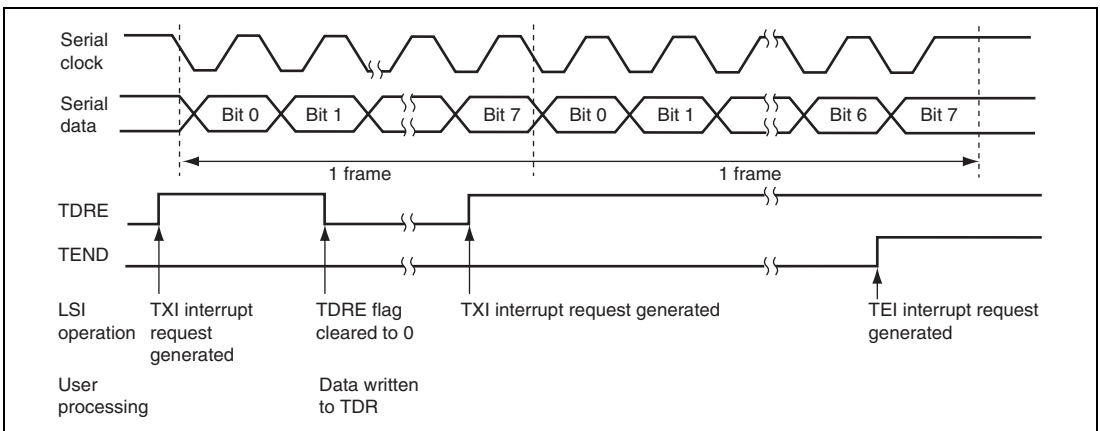 Serial
clock
Serial
data
Bit 0 Bit 1 Bit 7 Bit 0 Bit 1 Bit 6 Bit 7
1 frame 1 frame
TDRE
TEND
LSI
operation
TXI interrupt
request
generated
TDRE flag
cleared to 0
TXI interrupt request generated
TEI interrupt request
generated
User
processing
Data written
to TDR